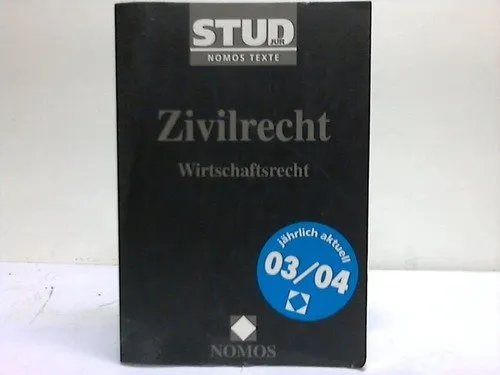 STUD
JUR
NOMOS TEXTE
Zivilrecht
Wirtschaftsrecht
jährlich aktuell
03/04
NOMOS